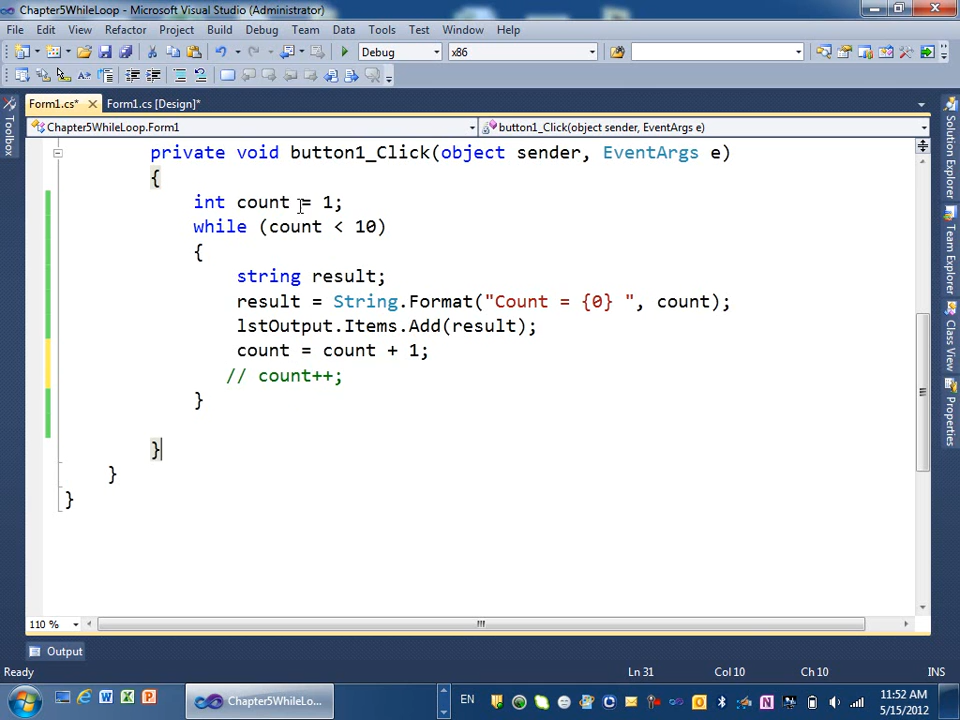 Chapter5WhileLoop - Microsoft Visual Studio (Administrator)
File Edit View Refactor Project Build Debug Team Data Tools Test Window Help
Debug x86
Form1.cs* Form1.cs [Design]*
Chapter5WhileLoop.Form1 button1_Click(object sender, EventArgs e)
private void button1_Click(object sender, EventArgs e)
{
int count = 1;
while (count < 10)
{
string result;
result = String.Format("Count = {0} ", count);
lstOutput.Items.Add(result);
count = count + 1;
// count++;
}
}
}
}
Toolbox
Solution Explorer
Team Explorer
Class View
Properties
110 %
Output
Ready Ln 31 Col 10 Ch 10 INS
Chapter5WhileLo... EN 11:52 AM
5/15/2012